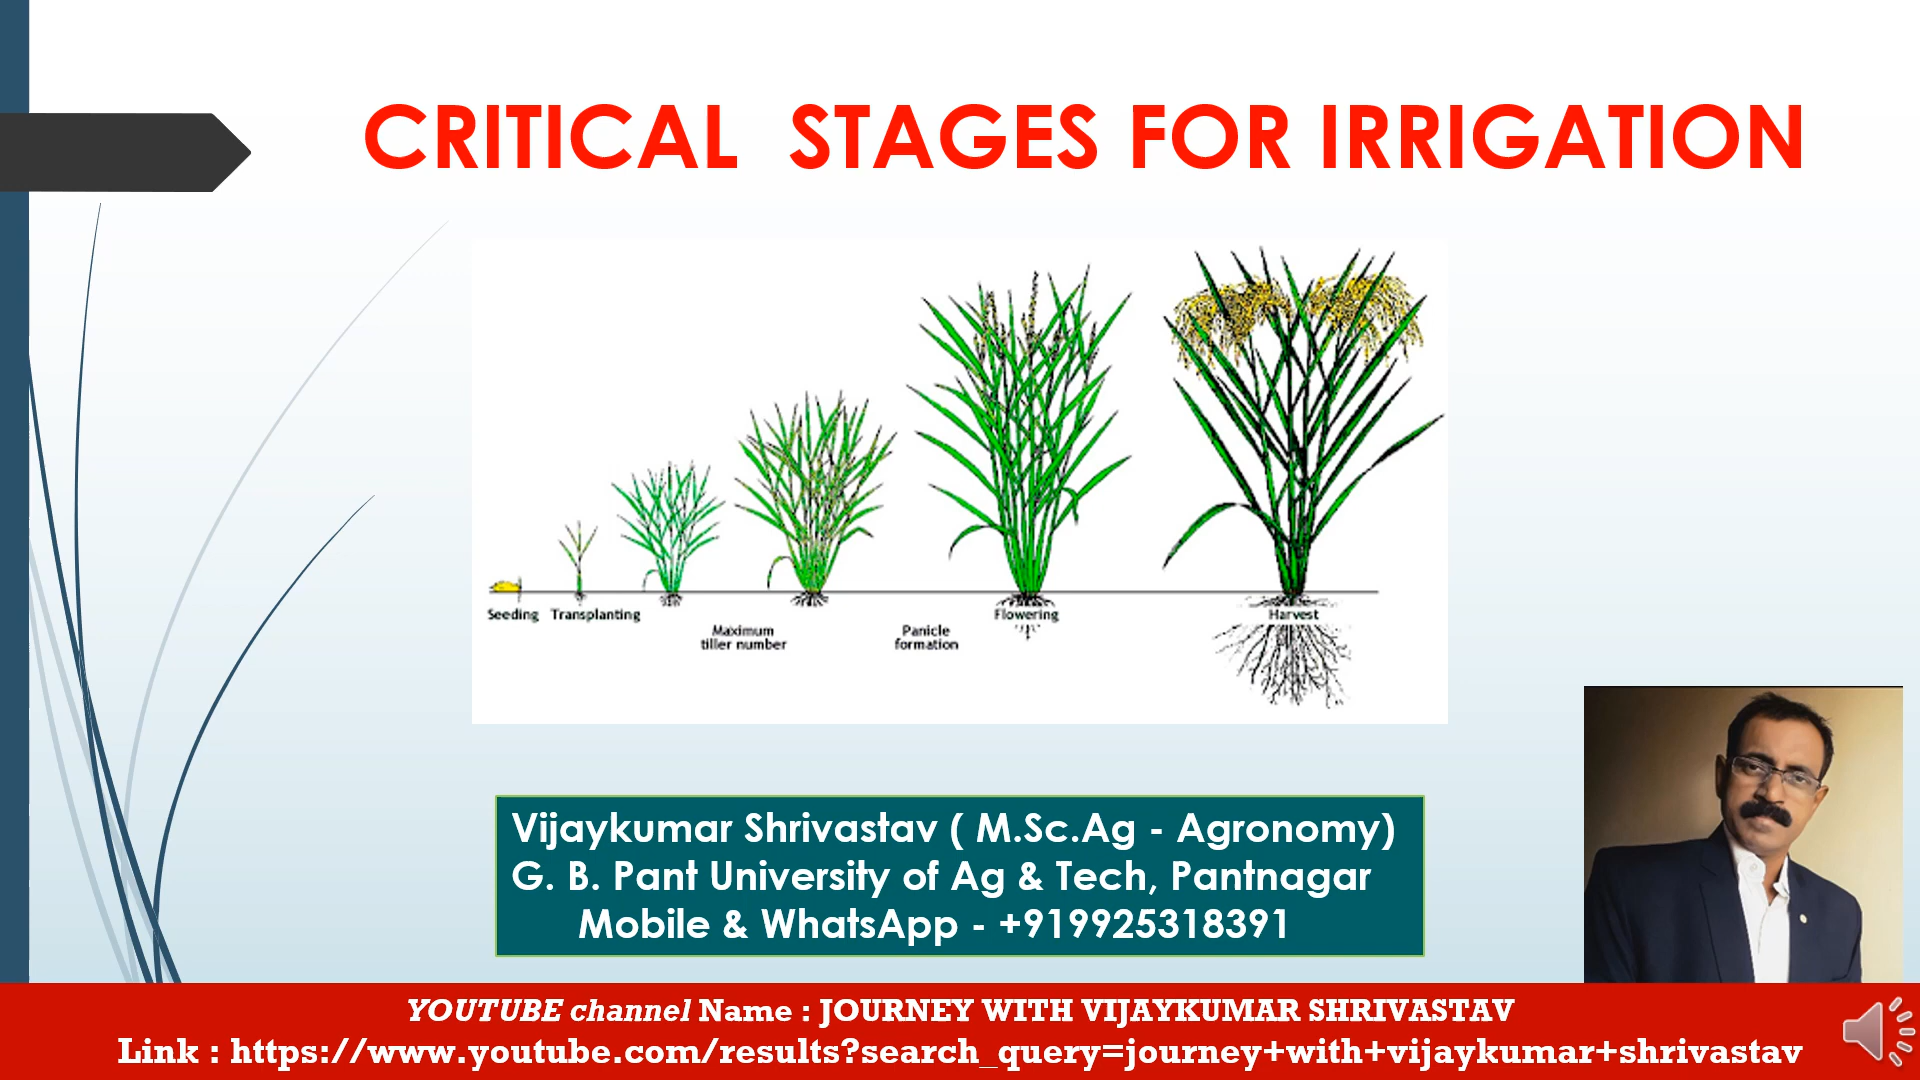 CRITICAL STAGES FOR IRRIGATION
Seeding Transplanting Flowering Harvest
Maximum
tiller number
Panicle
formation
Vijaykumar Shrivastav ( M.Sc.Ag - Agronomy)
G. B. Pant University of Ag & Tech, Pantnagar
Mobile & WhatsApp - +919925318391
YOUTUBE channel Name : JOURNEY WITH VIJAYKUMAR SHRIVASTAV
Link : https://www.youtube.com/results?search_query=journey+with+vijaykumar+shrivastav